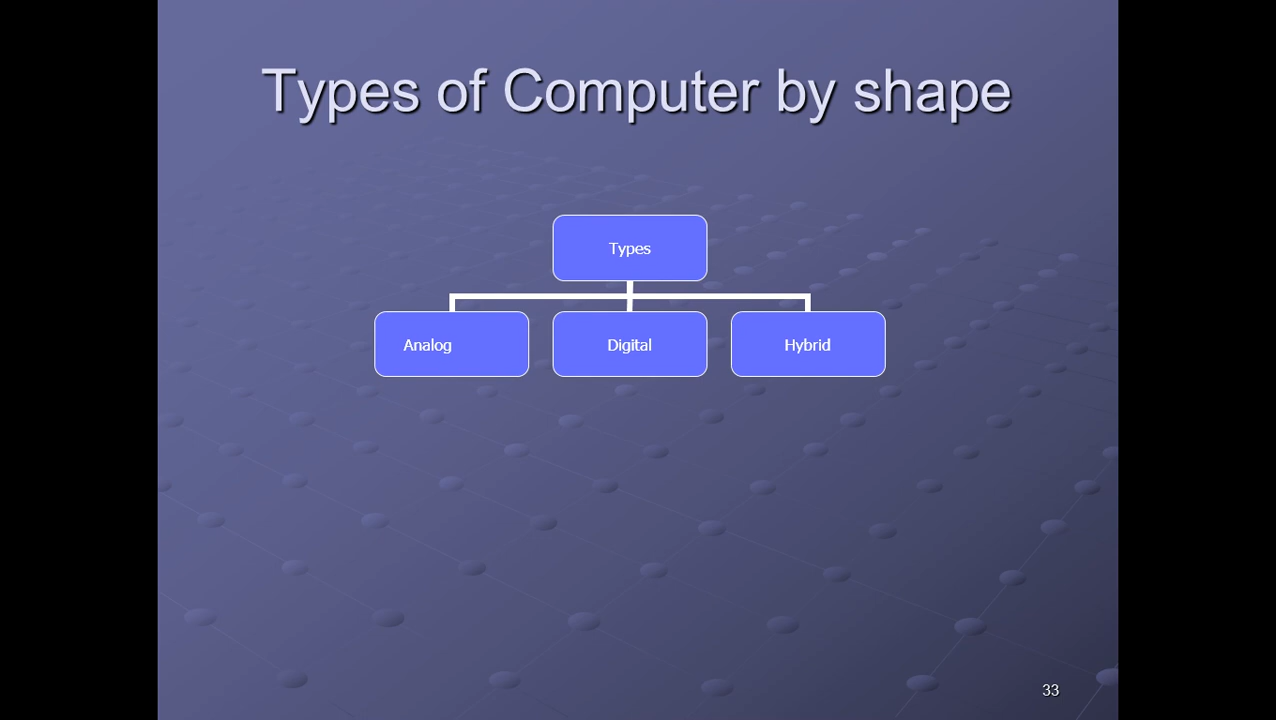 Types of Computer by shape
Types
Analog
Digital
Hybrid
33